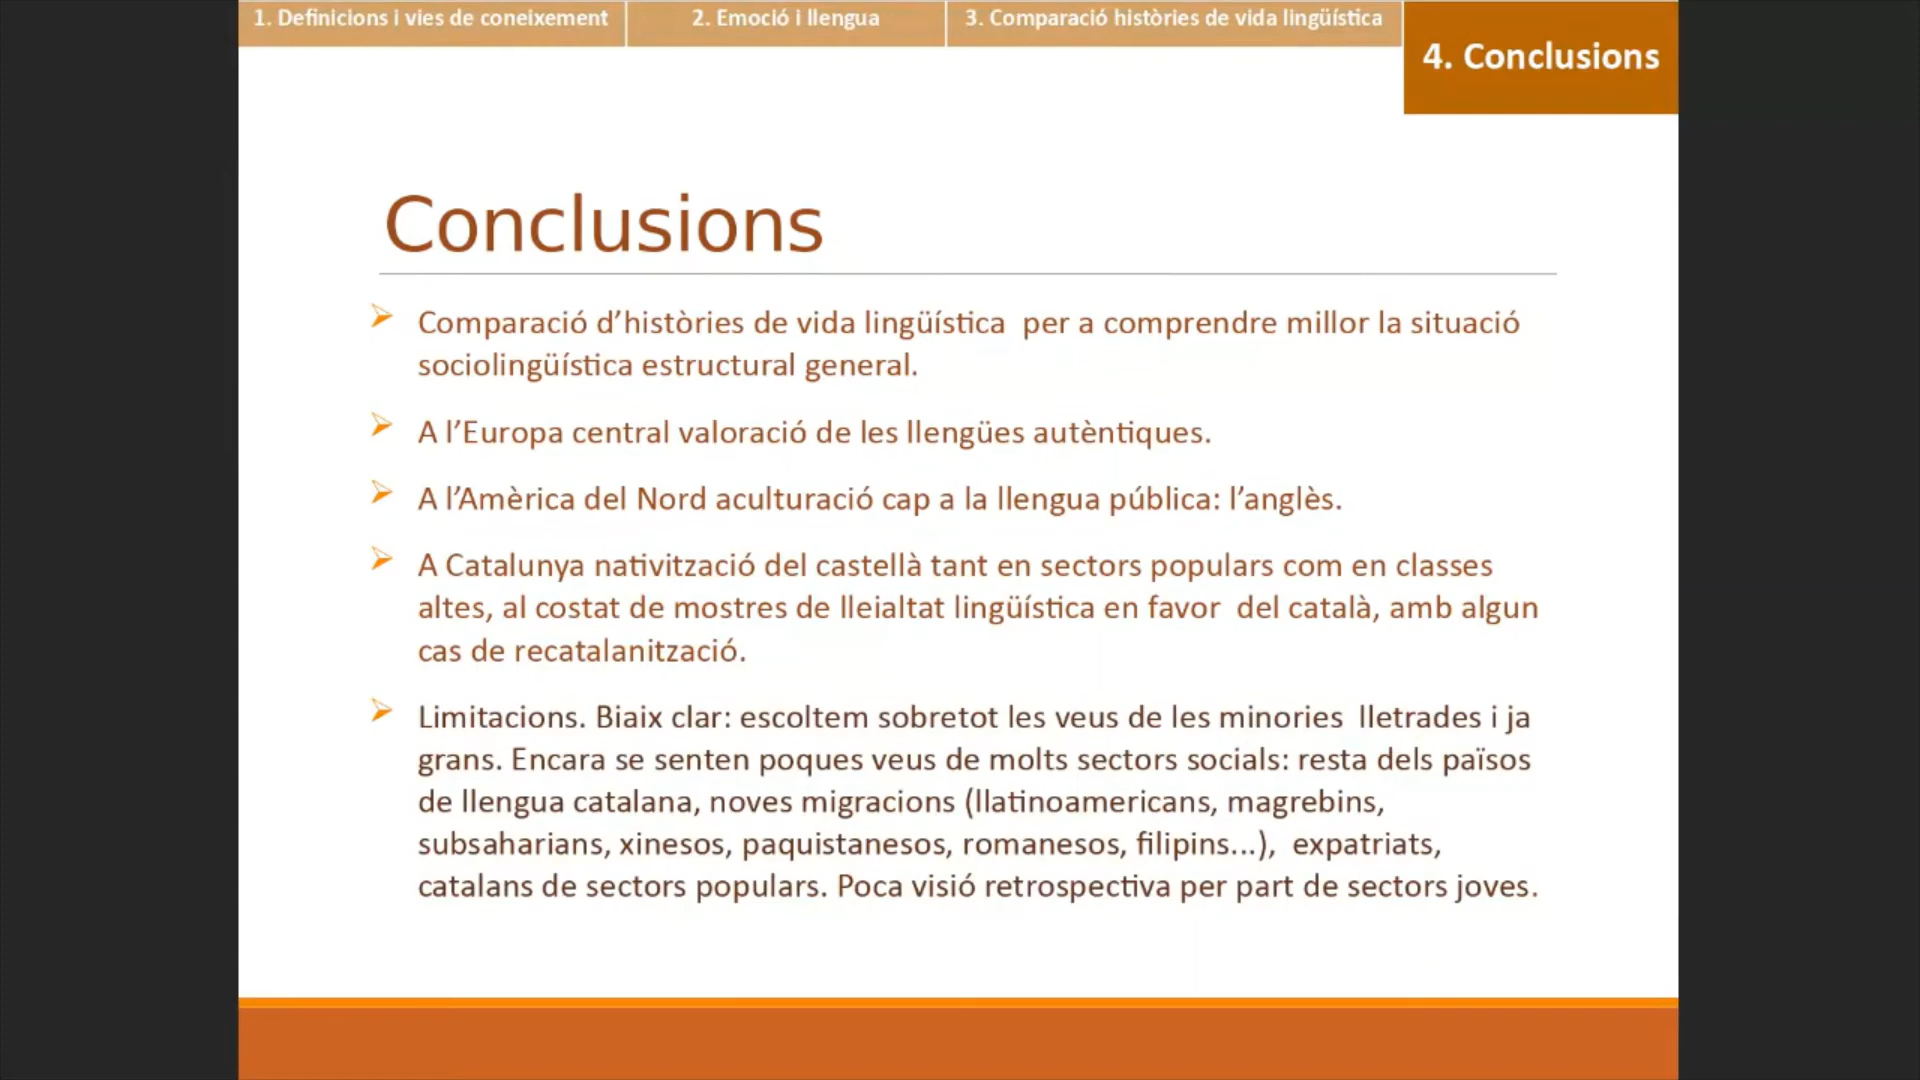 1. Definicions i vies de coneixement
2. Emoció i llengua
3. Comparació històries de vida lingüística
4. Conclusions
Conclusions
Comparació d’històries de vida lingüística per a comprendre millor la situació
sociolingüística estructural general.
A l’Europa central valoració de les llengües autèntiques.
A l’Amèrica del Nord aculturació cap a la llengua pública: l’anglès.
A Catalunya nativització del castellà tant en sectors populars com en classes
altes, al costat de mostres de lleialtat lingüística en favor del català, amb algun
cas de recatalanització.
Limitacions. Biaix clar: escoltem sobretot les veus de les minories lletrades i ja
grans. Encara se senten poques veus de molts sectors socials: resta dels països
de llengua catalana, noves migracions (llatinoamericans, magrebins,
subsaharians, xinesos, paquistanesos, romanesos, filipins...), expatriats,
catalans de sectors populars. Poca visió retrospectiva per part de sectors joves.